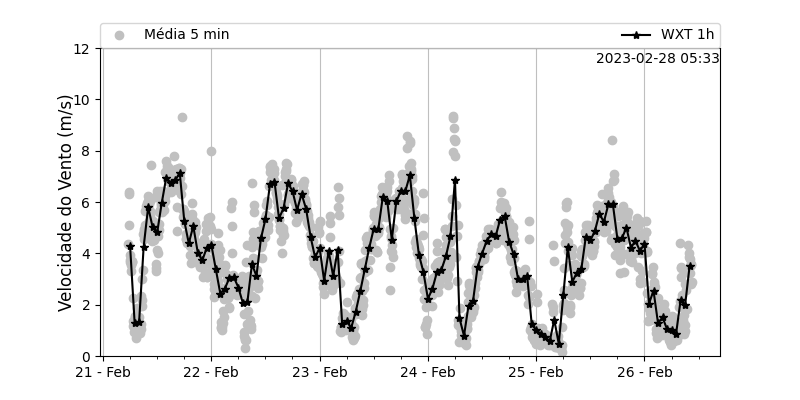 Média 5 min
WXT 1h
2023-02-28 05:33
Velocidade do Vento (m/s)
12
10
8
6
4
2
0
21 - Feb
22 - Feb
23 - Feb
24 - Feb
25 - Feb
26 - Feb